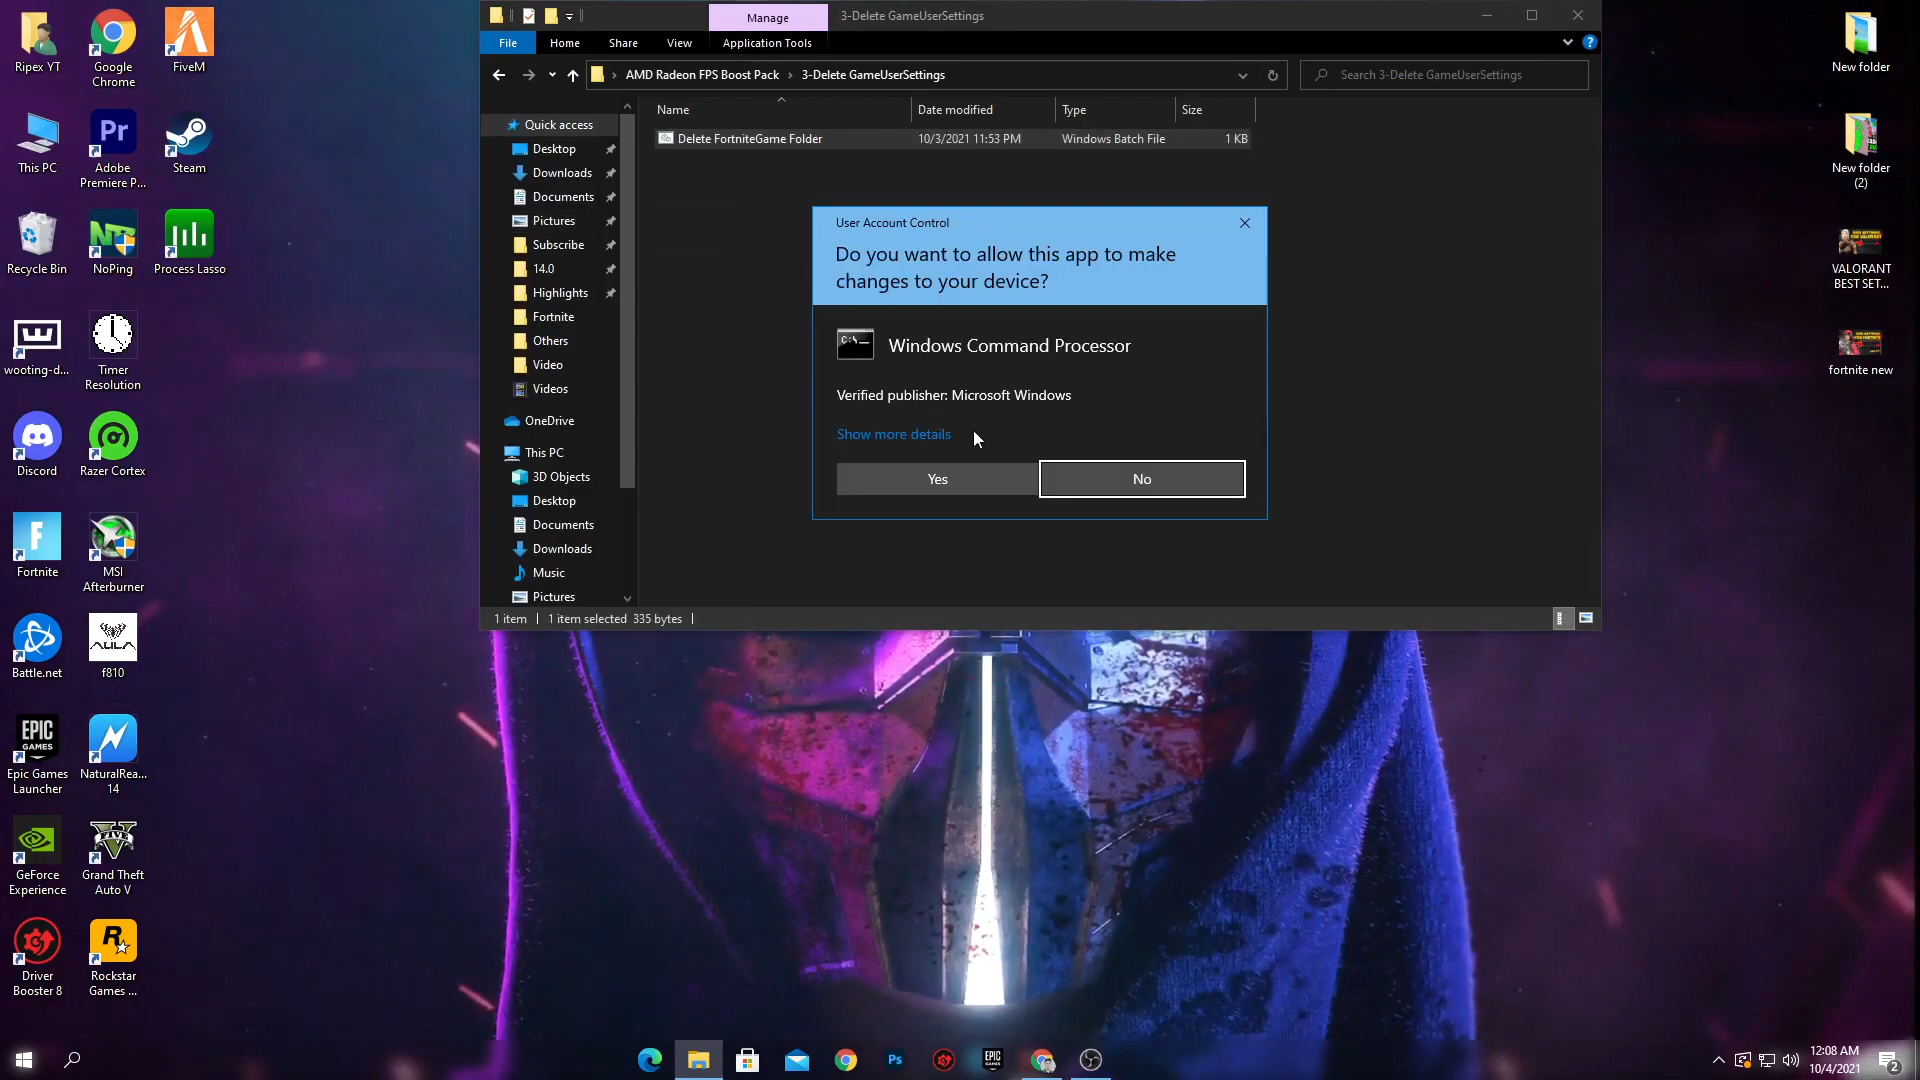 Manage
3-Delete GameUserSettings
File
Home
Share
View
Application Tools
AMD Radeon FPS Boost Pack
3-Delete GameUserSettings
Search 3-Delete GameUserSettings
Name
Date modified
Type
Size
Delete FortniteGame Folder
10/3/2021 11:53 PM
Windows Batch File
1 KB
Quick access
Desktop
Downloads
Documents
Pictures
Subscribe
14.0
Highlights
Fortnite
Others
Video
Videos
OneDrive
This PC
3D Objects
Desktop
Documents
Downloads
Music
Pictures
1 item
1 item selected 335 bytes
User Account Control
Do you want to allow this app to make
changes to your device?
Windows Command Processor
Verified publisher: Microsoft Windows
Show more details
Yes
No
Ripex YT
Google
Chrome
FiveM
This PC
Pr
Adobe
Premiere P...
Steam
Recycle Bin
NoPing
Process Lasso
wooting-d...
Timer
Resolution
Discord
Razer Cortex
Fortnite
MSI
Afterburner
Battle.net
AULA
f810
EPIC
GAMES
Epic Games
Launcher
NaturalRea...
14
GeForce
Experience
Grand Theft
Auto V
Driver
Booster 8
Rockstar
Games ...
New folder
New folder
(2)
VALORANT
BEST SET...
fortnite new
Ps
EPIC
12:08 AM
10/4/2021
2